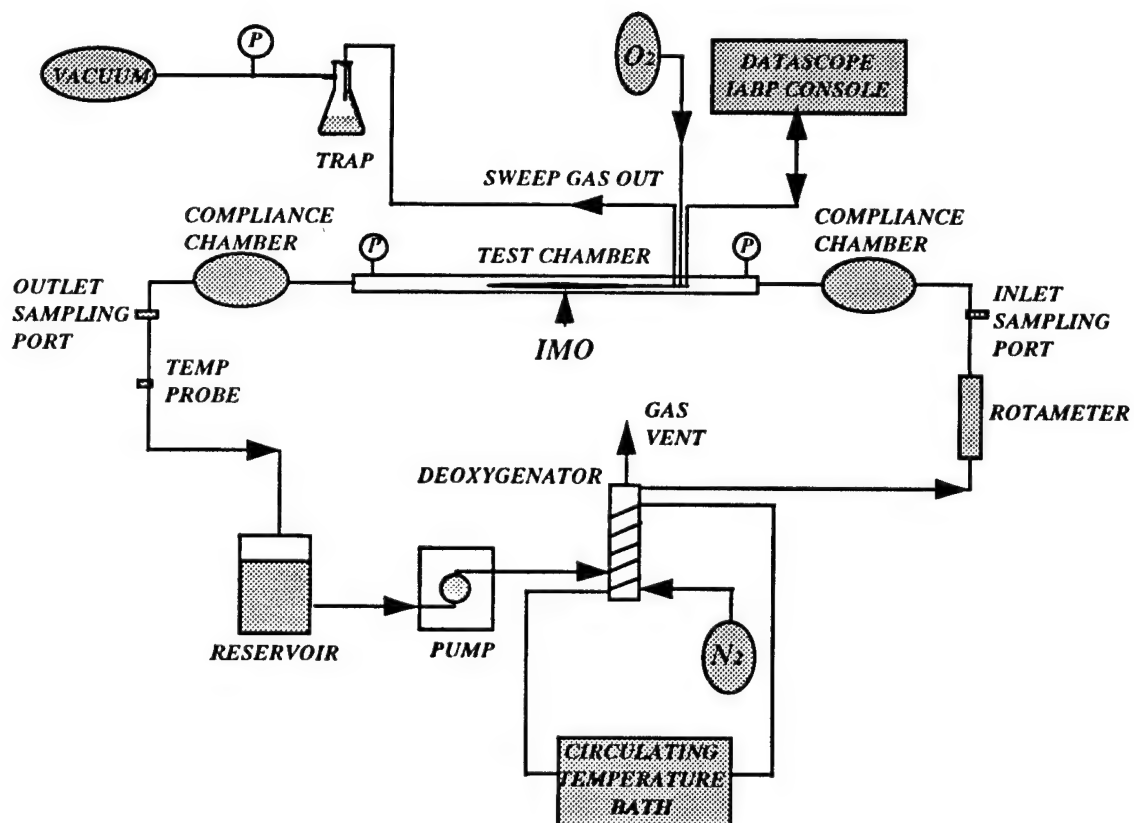 P
VACUUM
O2
DATASCOPE
IABP CONSOLE
TRAP
SWEEP GAS OUT
COMPLIANCE
CHAMBER
COMPLIANCE
CHAMBER
P
TEST CHAMBER
P
OUTLET
SAMPLING
PORT
INLET
SAMPLING
PORT
IMO
TEMP
PROBE
GAS
VENT
ROTAMETER
DEOXYGENATOR
RESERVOIR
PUMP
N2
CIRCULATING
TEMPERATURE
BATH